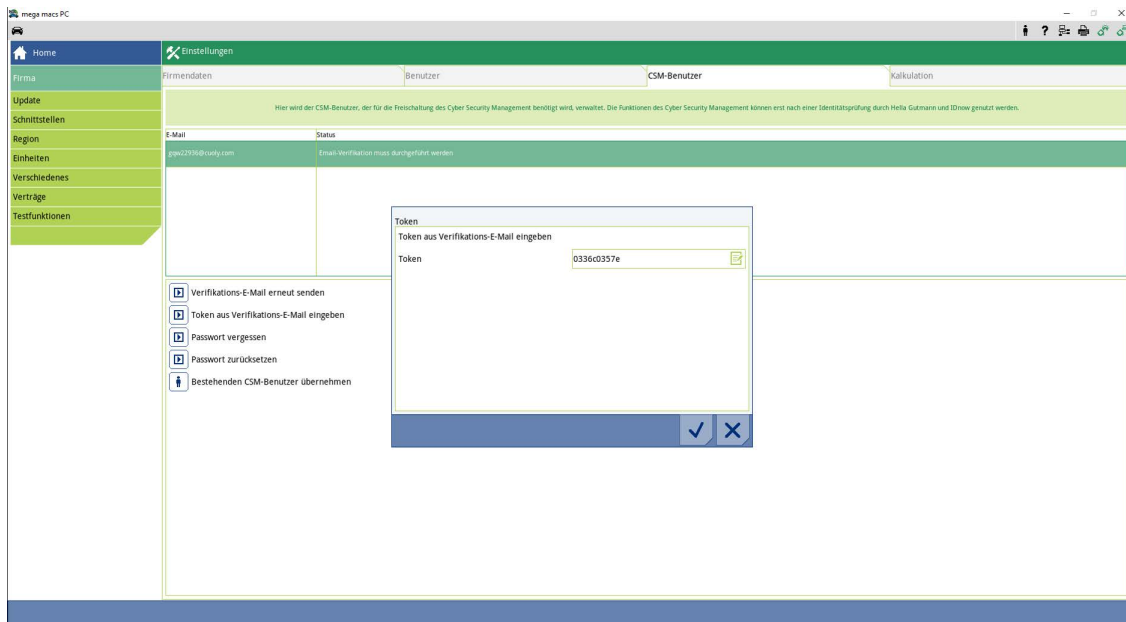 mega macs PC
Home
Einstellungen
Firma
Firmendaten
Benutzer
CSM-Benutzer
Kalkulation
Update
Schnittstellen
Region
Einheiten
Verschiedenes
Verträge
Testfunktionen
Hier wird der CSM-Benutzer, der für die Freischaltung des Cyber Security Management benötigt wird, verwaltet. Die Funktionen des Cyber Security Management können erst nach einer Identitätsprüfung durch Hella Gutmann und IDnow genutzt werden.
E-Mail
Status
gqw22936@cuoly.com
Email-Verifikation muss durchgeführt werden
Token
Token aus Verifikations-E-Mail eingeben
Token
0336c0357e
Verifikations-E-Mail erneut senden
Token aus Verifikations-E-Mail eingeben
Passwort vergessen
Passwort zurücksetzen
Bestehenden CSM-Benutzer übernehmen